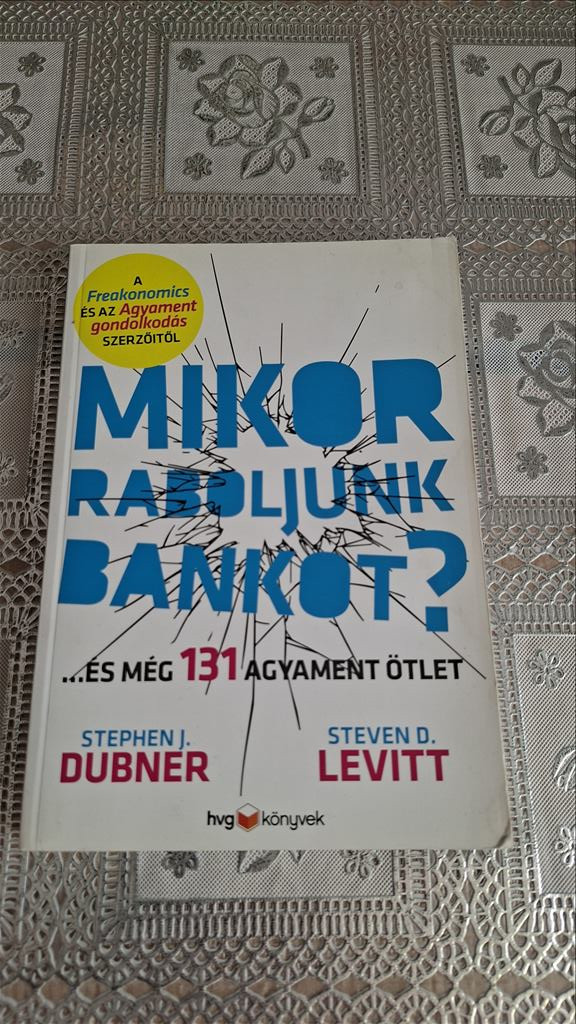 A
Freakonomics
ÉS AZ Agyament
gondolkodás
SZERZŐITŐL
MIKOR
RABOLJUNK
BANKOT?
...ÉS MÉG 131 AGYAMENT ÖTLET
STEPHEN J.
DUBNER
STEVEN D.
LEVITT
hvg könyvek